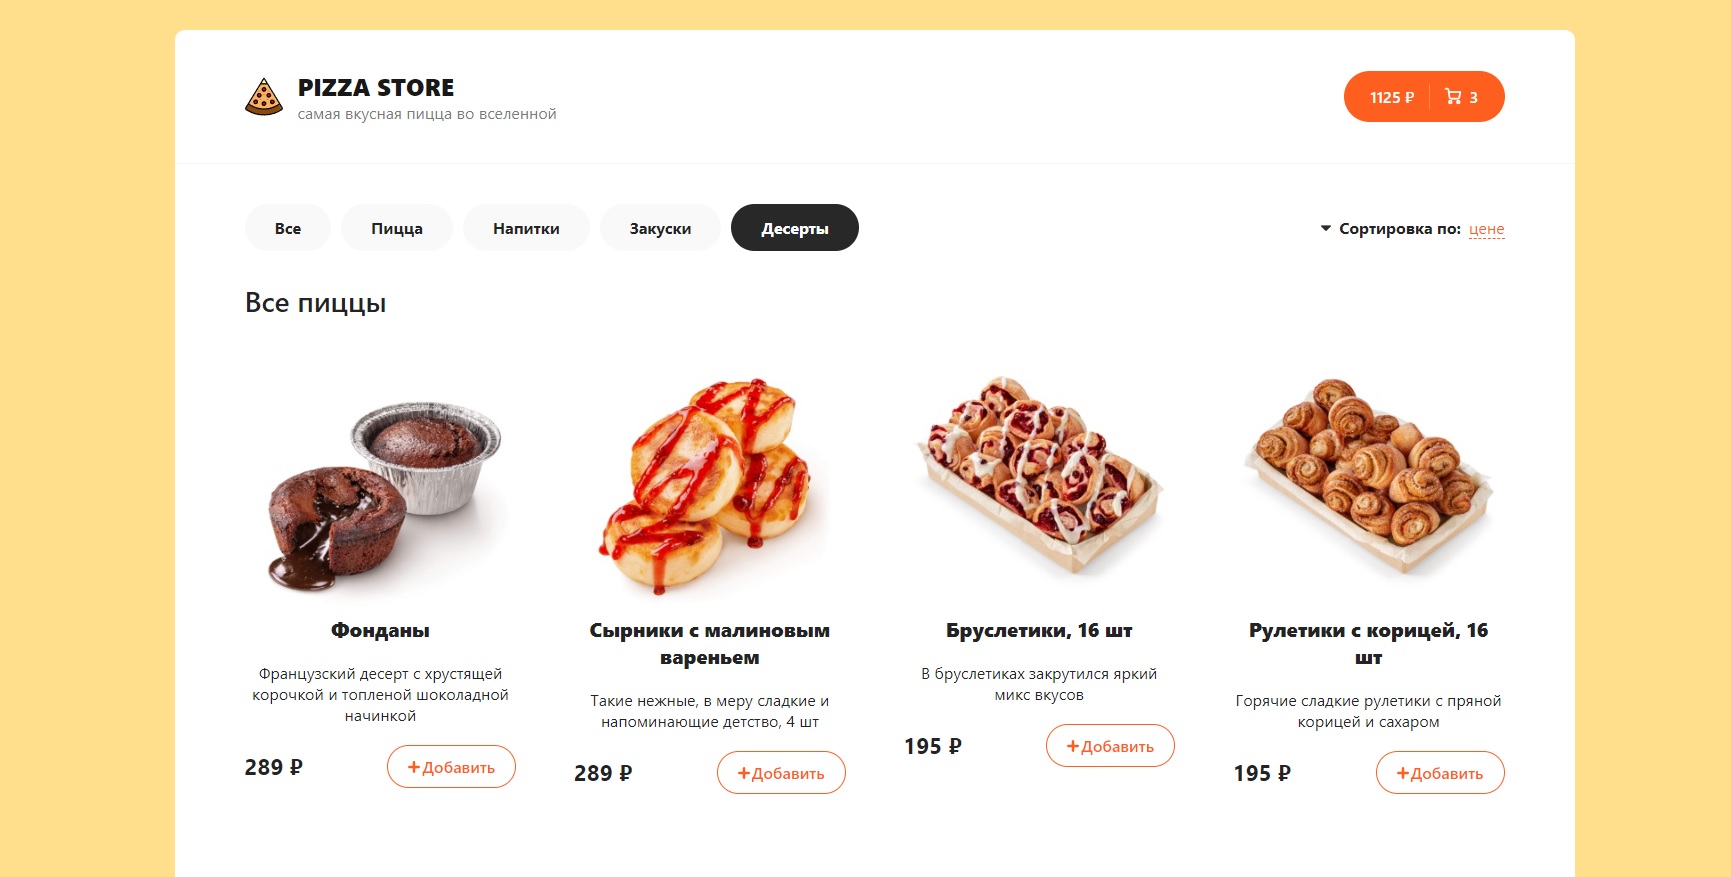 PIZZA STORE
самая вкусная пицца во вселенной
1125 ₽ 3
Все Пицца Напитки Закуски Десерты
Сортировка по: цене
Все пиццы
Фонданы
Французский десерт с хрустящей
корочкой и топленой шоколадной
начинкой
289 ₽ +Добавить
Сырники с малиновым
вареньем
Такие нежные, в меру сладкие и
напоминающие детство, 4 шт
289 ₽ +Добавить
Бруслетики, 16 шт
В бруслетиках закрутился яркий
микс вкусов
195 ₽ +Добавить
Рулетики с корицей, 16
шт
Горячие сладкие рулетики с пряной
корицей и сахаром
195 ₽ +Добавить